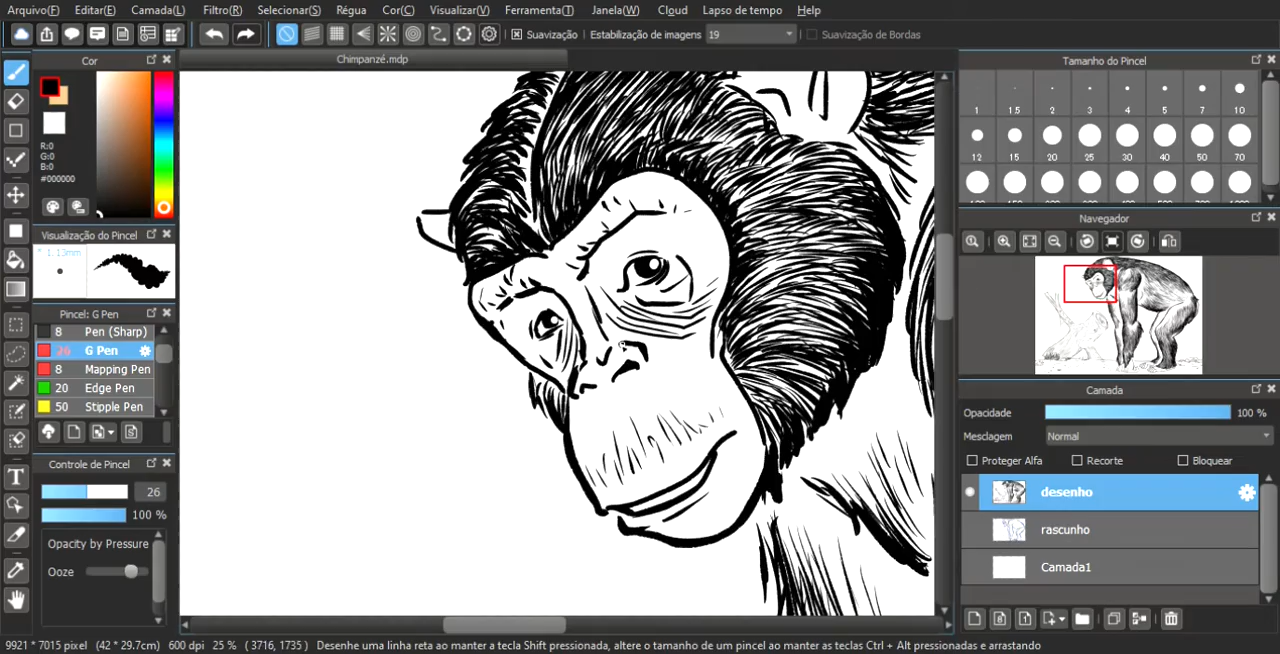 Arquivo(F) Editar(E) Camada(L) Filtro(R) Selecionar(S) Régua Cor(C) Visualizar(V) Ferramenta(T) Janela(W) Cloud Lapso de tempo Help
Suavização Estabilização de imagens 19 Suavização de Bordas
Cor
Chimpanzé.mdp
R:0
G:0
B:0
#000000
Visualização do Pincel
* 1.13mm
Pincel: G Pen
8 Pen (Sharp)
26 G Pen
8 Mapping Pen
20 Edge Pen
50 Stipple Pen
Controle de Pincel
26
100 %
Opacity by Pressure
Ooze
Tamanho do Pincel
1 1.5 2 3 4 5 7 10
12 15 20 25 30 40 50 70
Navegador
Camada
Opacidade 100 %
Mesclagem Normal
Proteger Alfa Recorte Bloquear
desenho
rascunho
Camada1
9921 * 7015 pixel (42 * 29.7cm) 600 dpi 25 % ( 3716, 1735 ) Desenhe uma linha reta ao manter a tecla Shift pressionada, altere o tamanho de um pincel ao manter as teclas Ctrl + Alt pressionadas e arrastando